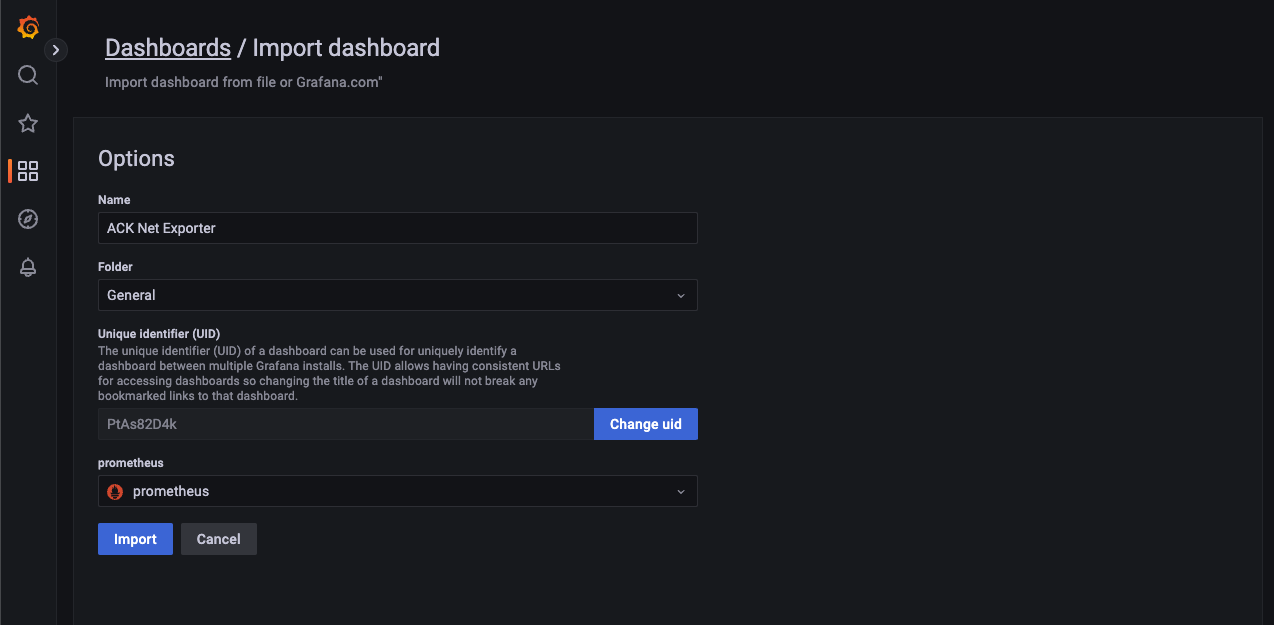 Dashboards / Import dashboard
Import dashboard from file or Grafana.com"
Options
Name
ACK Net Exporter
Folder
General
Unique identifier (UID)
The unique identifier (UID) of a dashboard can be used for uniquely identify a
dashboard between multiple Grafana installs. The UID allows having consistent URLs
for accessing dashboards so changing the title of a dashboard will not break any
bookmarked links to that dashboard.
PtAs82D4k
Change uid
prometheus
prometheus
Import
Cancel